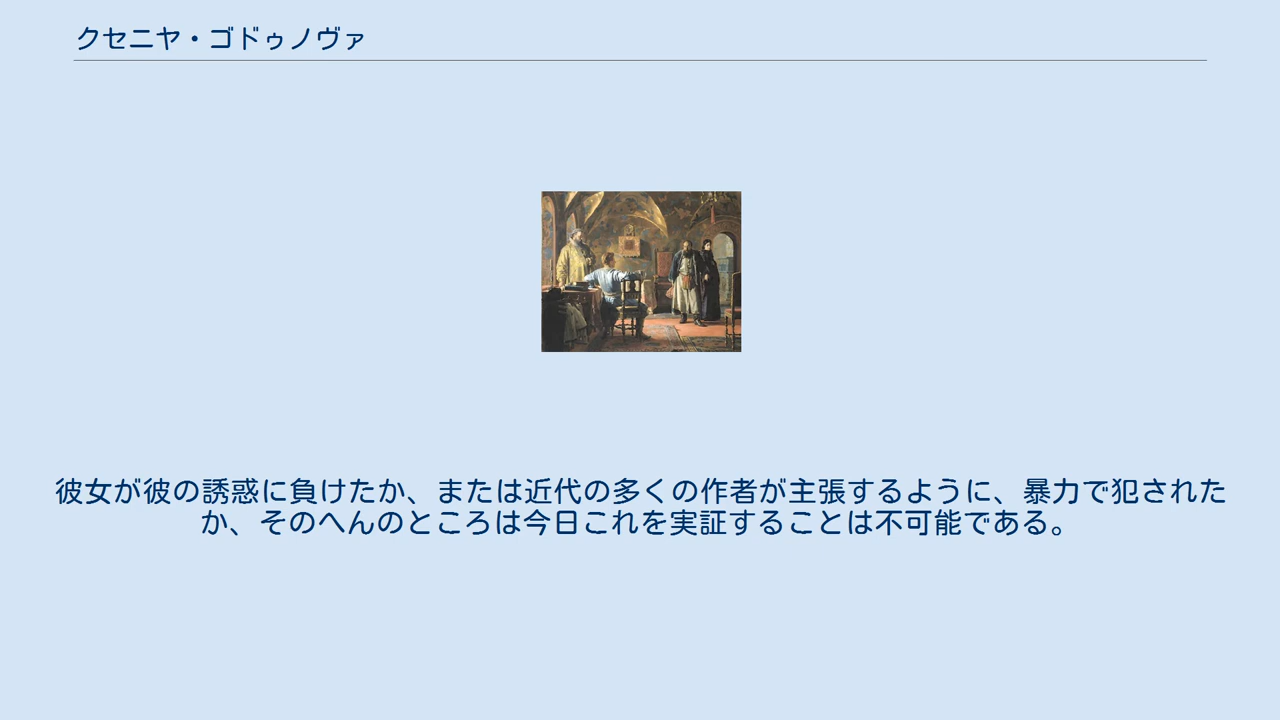 クセニヤ・ゴドゥノヴァ
彼女が彼の誘惑に負けたか、または近代の多くの作者が主張するように、暴力で犯された
か、そのへんのところは今日これを実証することは不可能である。